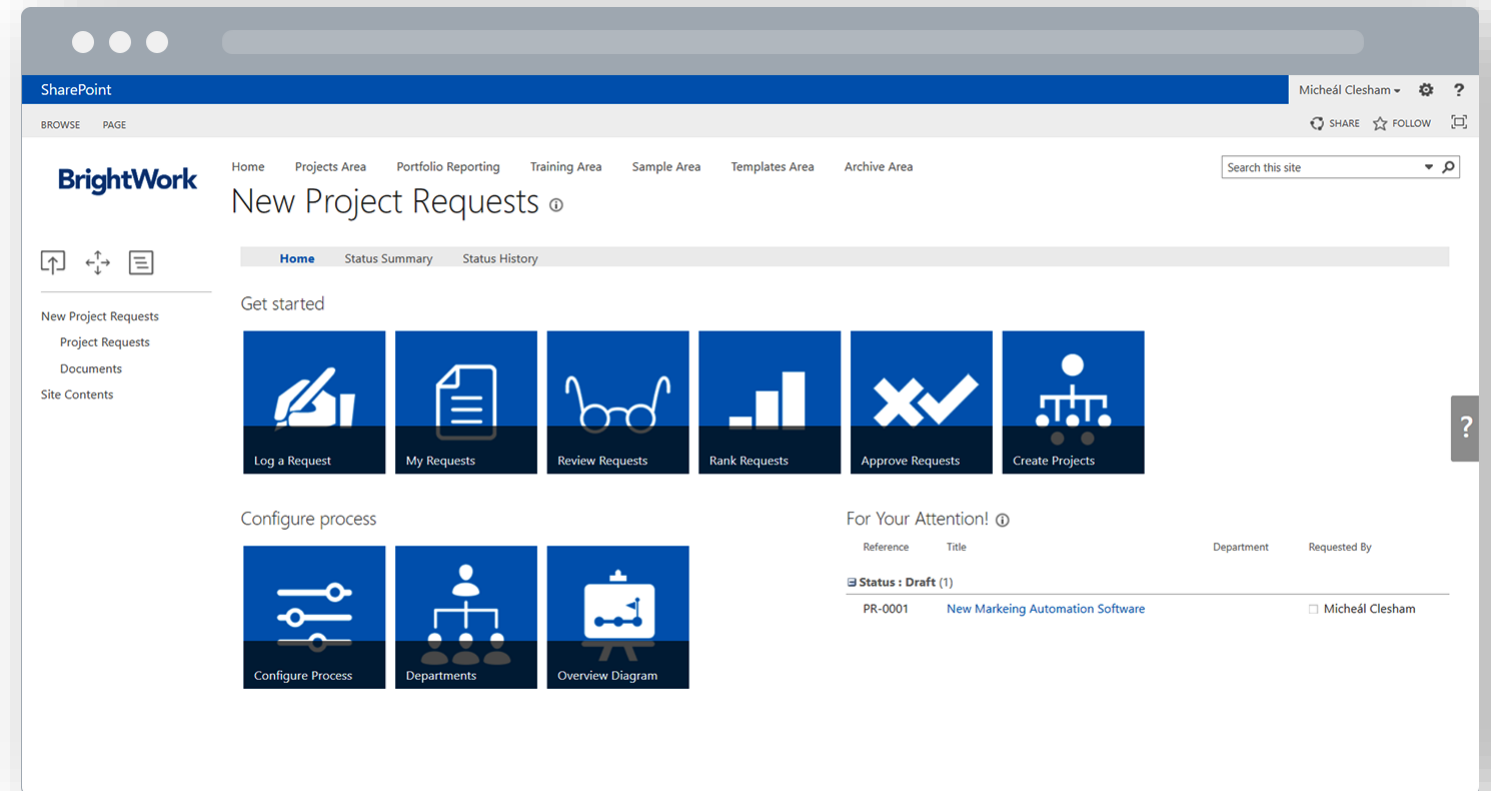 SharePoint
Micheál Clesham
?
BROWSE PAGE
SHARE FOLLOW
BrightWork
Home Projects Area Portfolio Reporting Training Area Sample Area Templates Area Archive Area
Search this site
New Project Requests
Home Status Summary Status History
Get started
New Project Requests
Project Requests
Documents
Site Contents
Log a Request My Requests Review Requests Rank Requests Approve Requests Create Projects
?
Configure process
For Your Attention!
Reference Title Department Requested By
Status : Draft (1)
PR-0001 New Markeing Automation Software Micheál Clesham
Configure Process Departments Overview Diagram